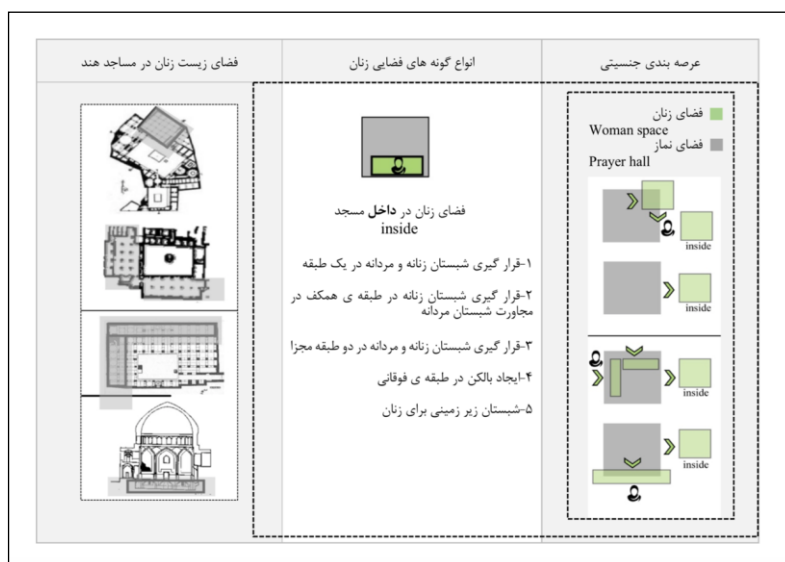 عرصه بندی جنسیتی
انواع گونه های فضایی زنان
فضای زیست زنان در مساجد هند
فضای زنان
Woman space
فضای نماز
Prayer hall
inside
inside
inside
inside
فضای زنان در داخل مسجد
inside
۱-قرار گیری شبستان زنانه و مردانه در یک طبقه
۲-قرار گیری شبستان زنانه در طبقه ی همکف در
مجاورت شبستان مردانه
۳-قرار گیری شبستان زنانه و مردانه در دو طبقه مجزا
۴-ایجاد بالکن در طبقه ی فوقانی
۵-شبستان زیر زمینی برای زنان